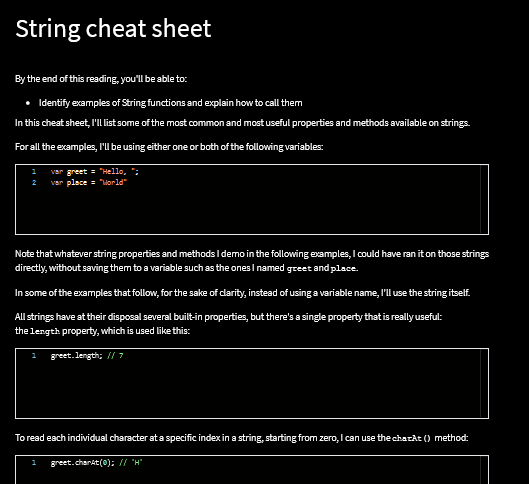 String cheat sheet
By the end of this reading, you'll be able to:
• Identify examples of String functions and explain how to call them
In this cheat sheet, I'll list some of the most common and most useful properties and methods available on strings.
For all the examples, I'll be using either one or both of the following variables:
1 var greet = "Hello, ";
2 var place = "World"
Note that whatever string properties and methods I demo in the following examples, I could have ran it on those strings
directly, without saving them to a variable such as the ones I named greet and place.
In some of the examples that follow, for the sake of clarity, instead of using a variable name, I'll use the string itself.
All strings have at their disposal several built-in properties, but there's a single property that is really useful:
the length property, which is used like this:
1 greet.length; // 7
To read each individual character at a specific index in a string, starting from zero, I can use the charAt() method:
1 greet.charAt(0); // 'H'